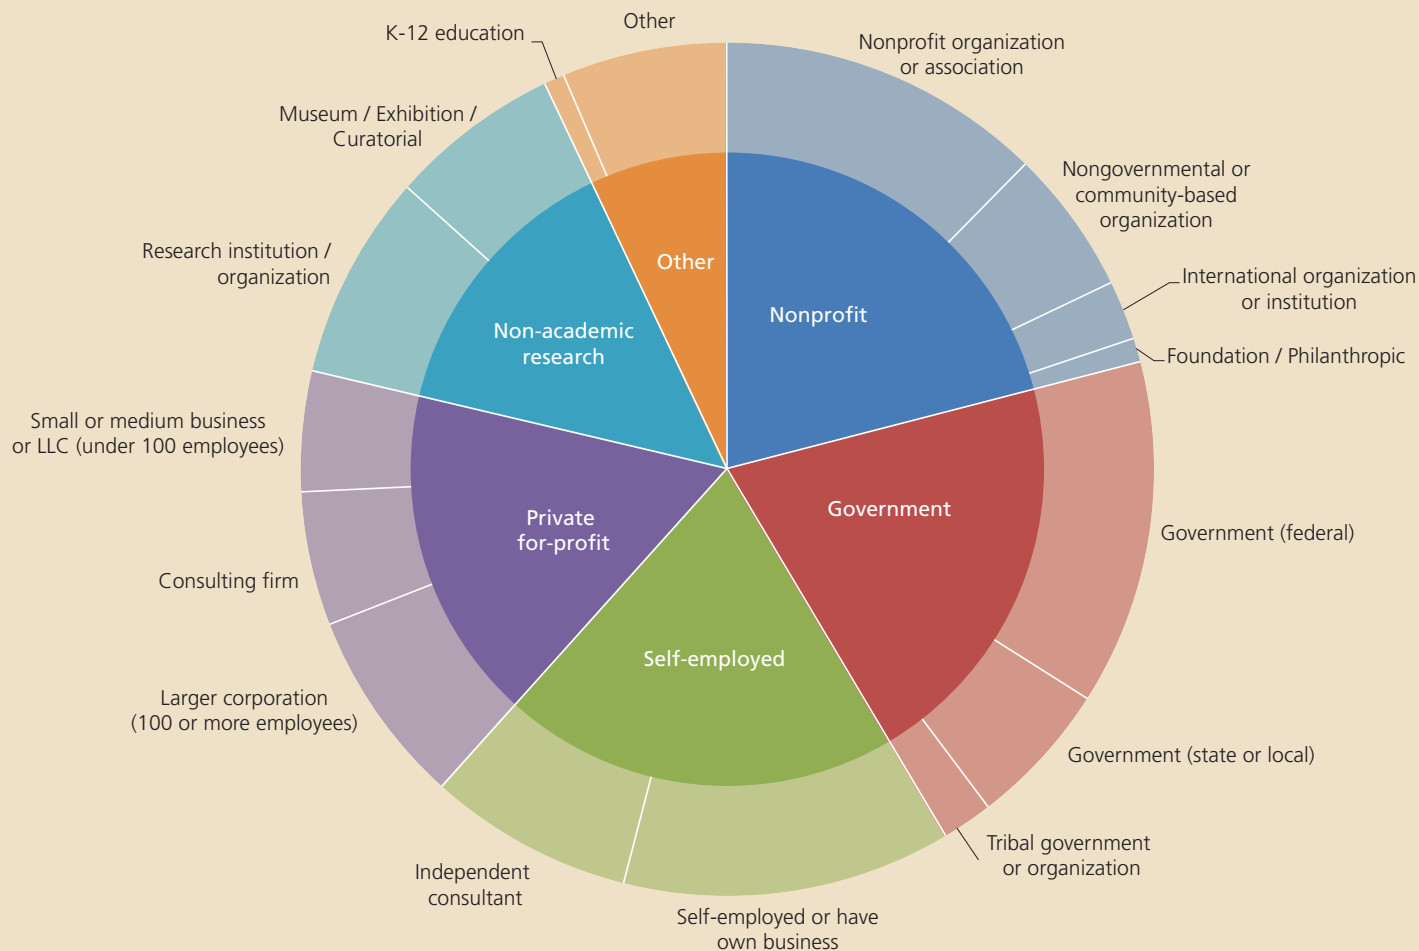 Other
K-12 education
Nonprofit organization
or association
Museum / Exhibition /
Curatorial
Nongovernmental or
community-based
organization
Research institution /
organization
Other
International organization
or institution
Nonprofit
Non-academic
research
Foundation / Philanthropic
Small or medium business
or LLC (under 100 employees)
Private
for-profit
Government
Government (federal)
Consulting firm
Self-employed
Larger corporation
(100 or more employees)
Government (state or local)
Tribal government
or organization
Independent
consultant
Self-employed or have
own business